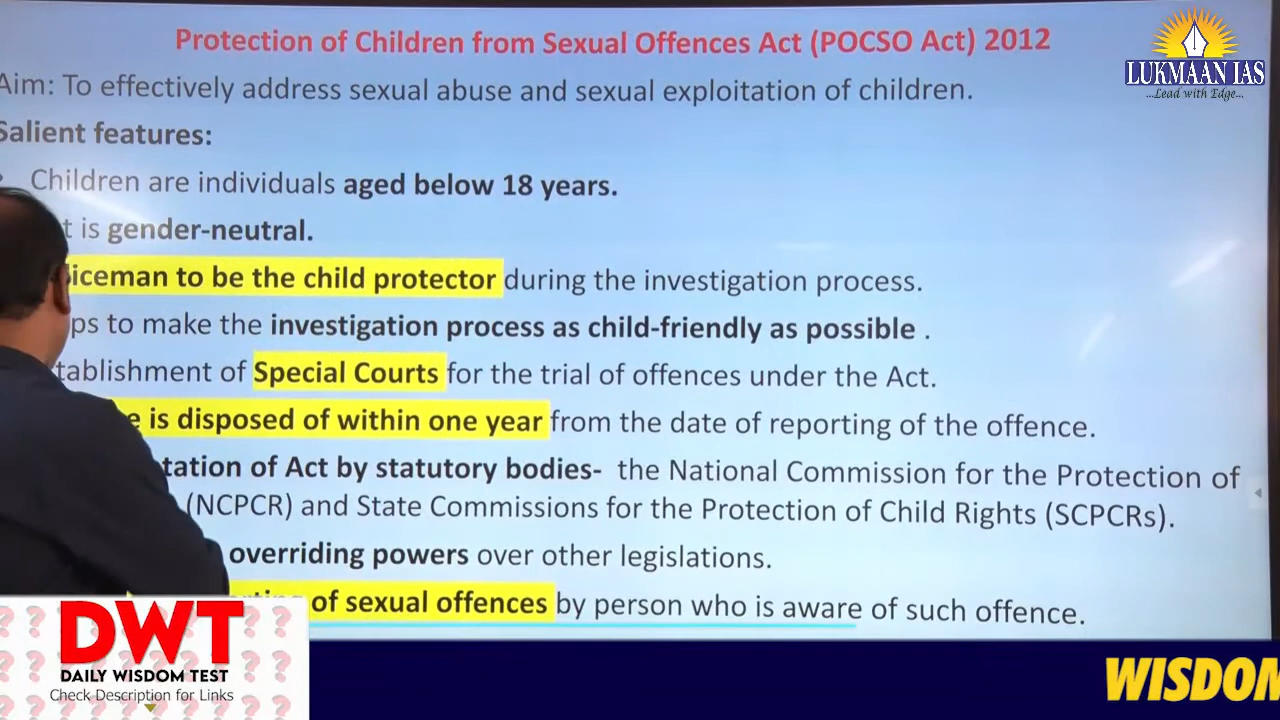 Protection of Children from Sexual Offences Act (POCSO Act) 2012
LUKMAAN IAS
...Lead with Edge...
Aim: To effectively address sexual abuse and sexual exploitation of children.
Salient features:
Children are individuals aged below 18 years.
t is gender-neutral.
iceman to be the child protector during the investigation process.
ps to make the investigation process as child-friendly as possible .
tablishment of Special Courts for the trial of offences under the Act.
e is disposed of within one year from the date of reporting of the offence.
tation of Act by statutory bodies- the National Commission for the Protection of
(NCPCR) and State Commissions for the Protection of Child Rights (SCPCRs).
overriding powers over other legislations.
of sexual offences by person who is aware of such offence.
DWT
DAILY WISDOM TEST
Check Description for Links
WISDOM